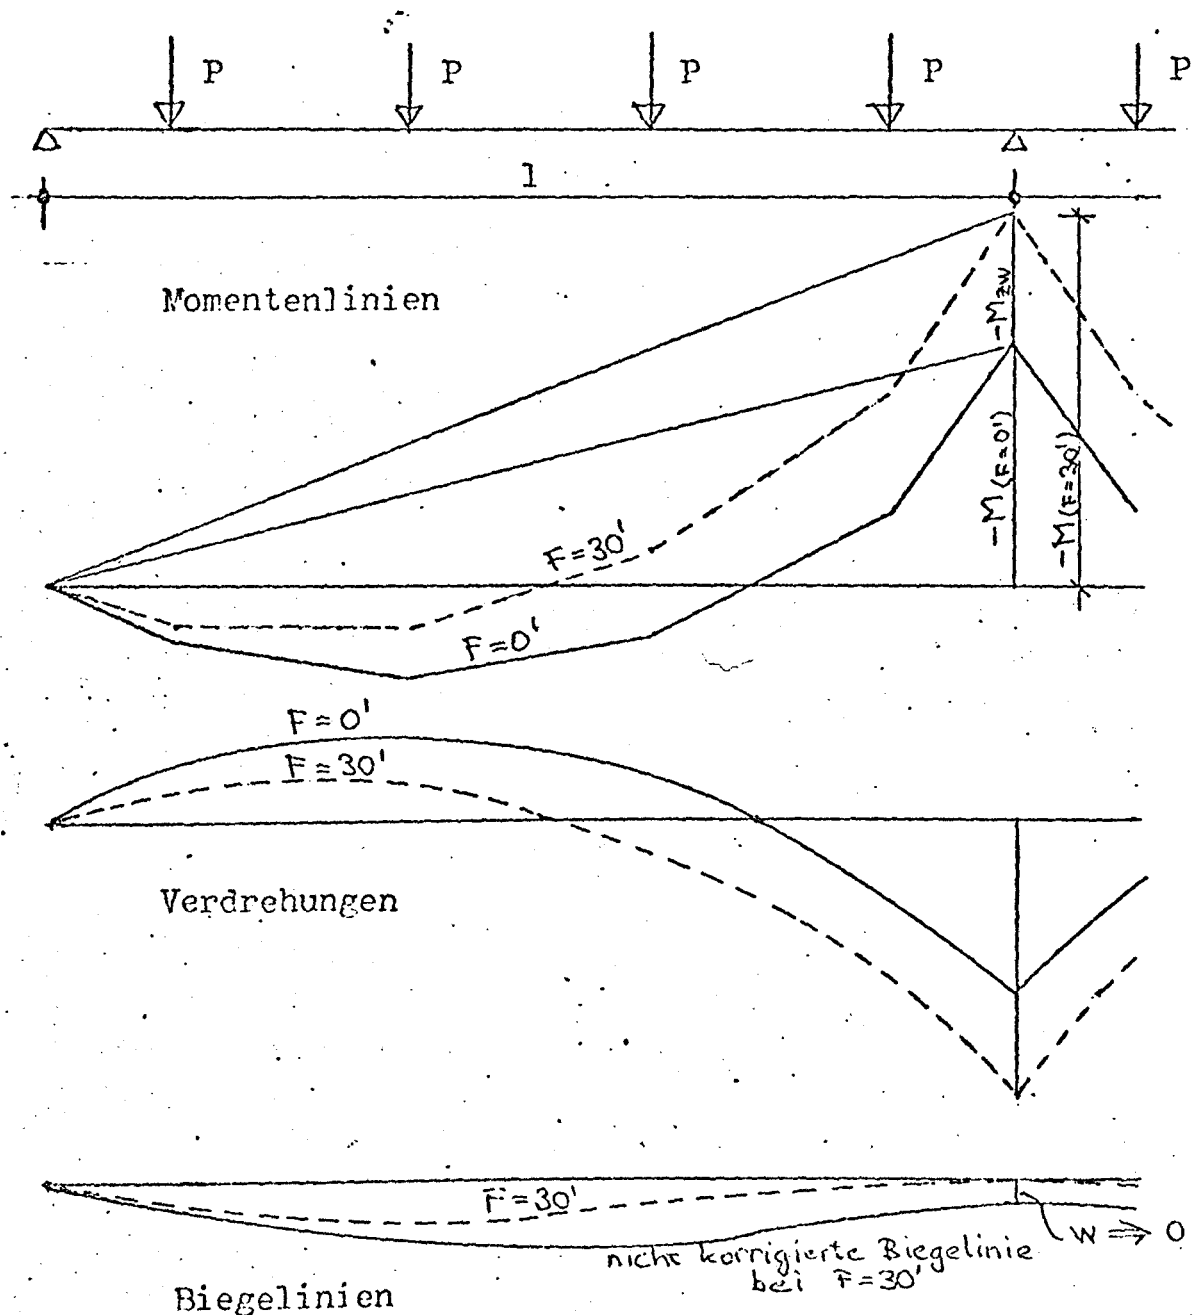 P P P P P
l
Momentenlinien
-M_zw
-M(F=0')
-M(F=30')
F=30'
F=0'
F=0'
F=30'
Verdrehungen
F=30'
w ⇒ 0
nicht korrigierte Biegelinie
bei F=30'
Biegelinien